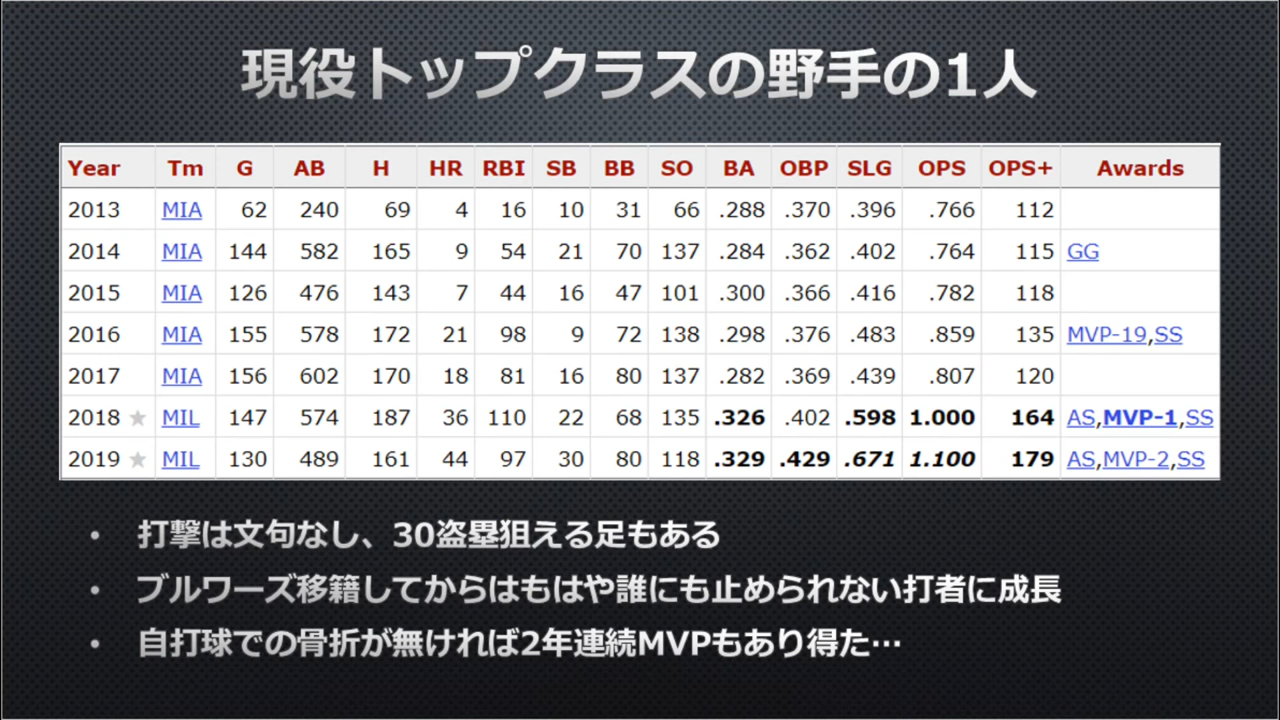 現役トップクラスの野手の1人
Year Tm G AB H HR RBI SB BB SO BA OBP SLG OPS OPS+ Awards
2013 MIA 62 240 69 4 16 10 31 66 .288 .370 .396 .766 112
2014 MIA 144 582 165 9 54 21 70 137 .284 .362 .402 .764 115 GG
2015 MIA 126 476 143 7 44 16 47 101 .300 .366 .416 .782 118
2016 MIA 155 578 172 21 98 9 72 138 .298 .376 .483 .859 135 MVP-19,SS
2017 MIA 156 602 170 18 81 16 80 137 .282 .369 .439 .807 120
2018 ★ MIL 147 574 187 36 110 22 68 135 .326 .402 .598 1.000 164 AS,MVP-1,SS
2019 ★ MIL 130 489 161 44 97 30 80 118 .329 .429 .671 1.100 179 AS,MVP-2,SS
• 打撃は文句なし、30盗塁狙える足もある
• ブルワーズ移籍してからはもはや誰にも止められない打者に成長
• 自打球での骨折が無ければ2年連続MVPもあり得た…